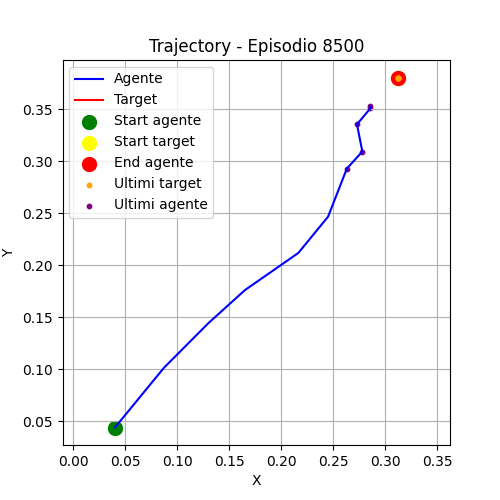 Trajectory - Episodio 8500
Agente
Target
Start agente
Start target
End agente
Ultimi target
Ultimi agente
Y
0.35
0.30
0.25
0.20
0.15
0.10
0.05
0.00 0.05 0.10 0.15 0.20 0.25 0.30 0.35
X